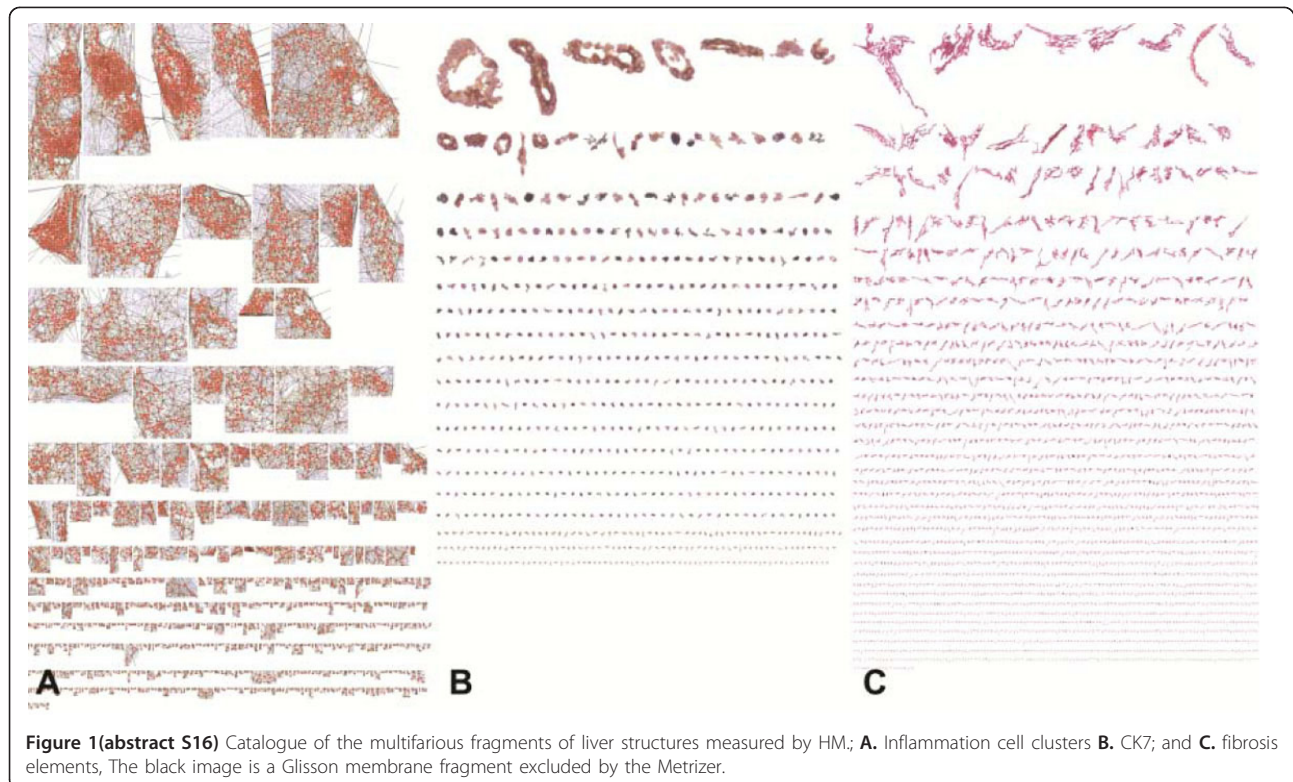 A
B
C
Figure 1(abstract S16) Catalogue of the multifarious fragments of liver structures measured by HM.; A. Inflammation cell clusters B. CK7; and C. fibrosis
elements, The black image is a Glisson membrane fragment excluded by the Metrizer.